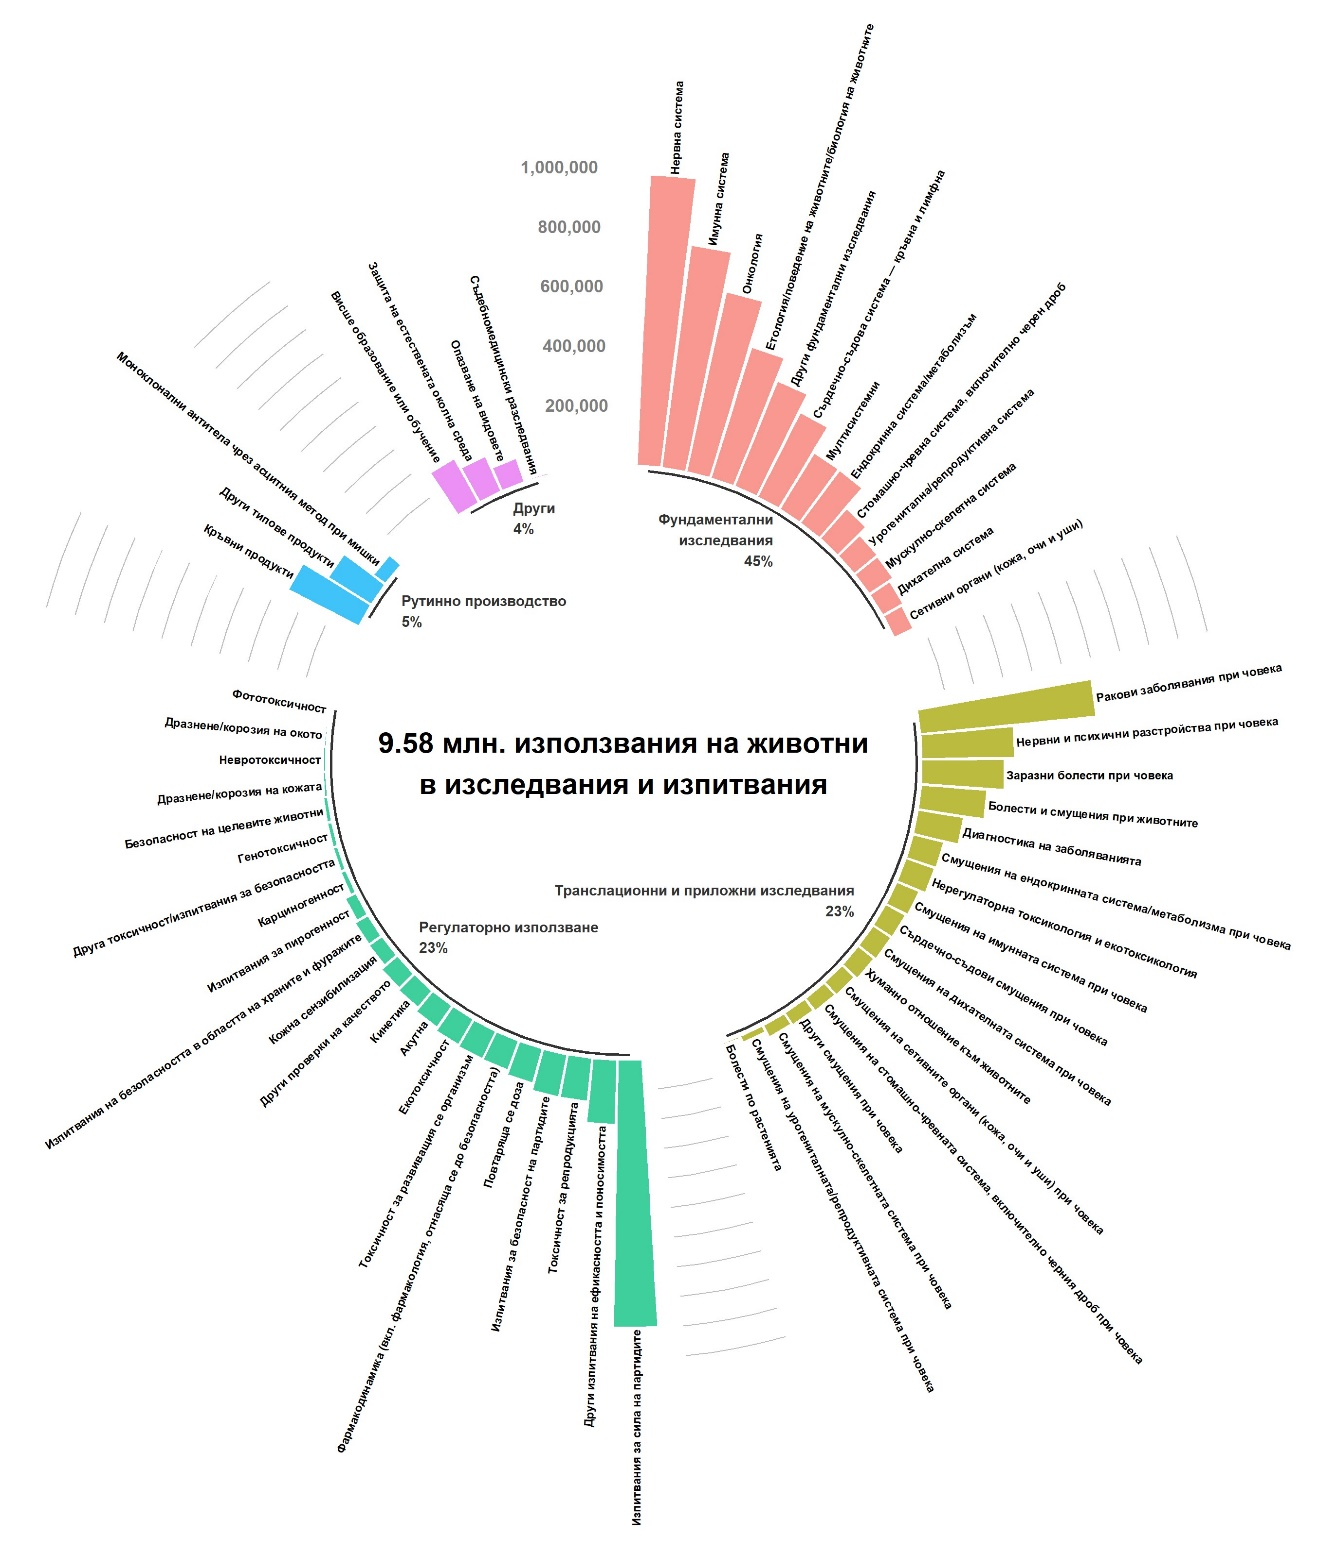 1,000,000
800,000
600,000
400,000
200,000
Нервна система
Имунна система
Онкология
Етология/поведение на животните/биология на животните
Други фундаментални изследвания
Сърдечно-съдова система — кръвна и лимфна
Мултисистемни
Ендокринна система/метаболизъм
Стомашно-чревна система, включително черен дроб
Урогенитална/репродуктивна система
Мускулно-скелетна система
Дихателна система
Сетивни органи (кожа, очи и уши)
Фундаментални
изследвания
45%
Ракови заболявания при човека
Нервни и психични разстройства при човека
Заразни болести при човека
Болести и смущения при животните
Диагностика на заболяванията
Смущения на ендокринната система/метаболизма при човека
Нерегулаторна токсикология и екотоксикология
Смущения на имунната система при човека
Сърдечно-съдови смущения при човека
Смущения на дихателната система при човека
Хуманно отношение към животните
Смущения на сетивните органи (кожа, очи и уши) при човека
Смущения на стомашно-чревната система, включително черния дроб при човека
Други смущения при човека
Смущения на мускулно-скелетната система при човека
Смущения на урогениталната/репродуктивната система при човека
Болести по растенията
Транслационни и приложни изследвания
23%
Изпитвания за сила на партидите
Други изпитвания на ефикасността и поносимостта
Токсичност за репродукцията
Изпитвания за безопасност на партидите
Повтаряща се доза
Фармакодинамика (вкл. фармакология, отнасяща се до безопасността)
Токсичност за развиващия се организъм
Екотоксичност
Акутна
Кинетика
Други проверки на качеството
Кожна сензибилизация
Изпитвания на безопасността в областта на храните и фуражите
Изпитвания за пирогенност
Карциногенност
Друга токсичност/изпитвания за безопасността
Генотоксичност
Безопасност на целевите животни
Дразнене/корозия на кожата
Невротоксичност
Дразнене/корозия на окото
Фототоксичност
Регулаторно използване
23%
Кръвни продукти
Други типове продукти
Моноклонални антитела чрез асцитния метод при мишки
Рутинно производство
5%
Висше образование или обучение
Защита на естествената околна среда
Опазване на видовете
Съдебномедицински разследвания
Други
4%
9.58 млн. използвания на животни
в изследвания и изпитвания